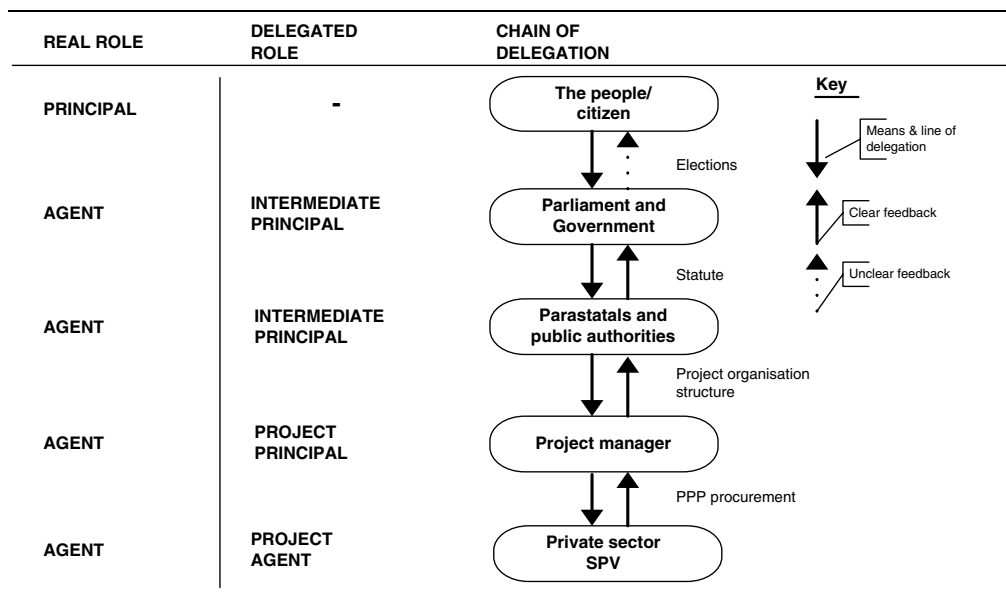 REAL ROLE
DELEGATED
ROLE
CHAIN OF
DELEGATION
PRINCIPAL
-
The people/
citizen
Key
Means & line of
delegation
Elections
AGENT
INTERMEDIATE
PRINCIPAL
Parliament and
Government
Clear feedback
Statute
Unclear feedback
AGENT
INTERMEDIATE
PRINCIPAL
Parastatals and
public authorities
Project organisation
structure
AGENT
PROJECT
PRINCIPAL
Project manager
PPP procurement
AGENT
PROJECT
AGENT
Private sector
SPV